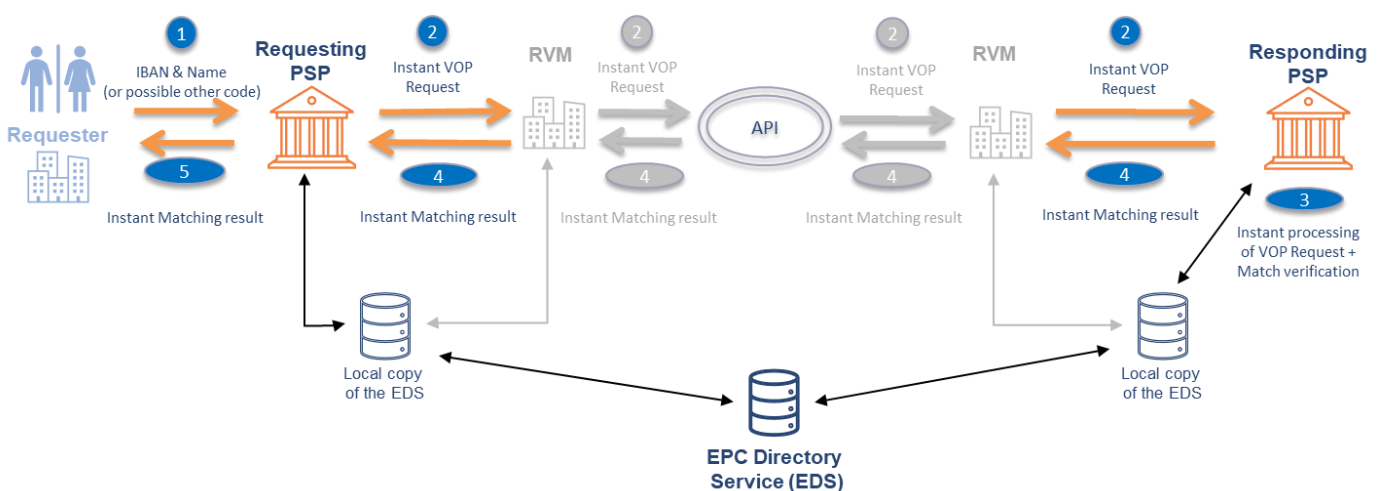 1
IBAN & Name
(or possible other code)
Requester
5
Instant Matching result
Requesting
PSP
2
Instant VOP
Request
4
Instant Matching result
RVM
2
Instant VOP
Request
4
Instant Matching result
API
2
Instant VOP
Request
4
Instant Matching result
RVM
2
Instant VOP
Request
4
Instant Matching result
Responding
PSP
3
Instant processing
of VOP Request +
Match verification
Local copy
of the EDS
Local copy
of the EDS
EPC Directory
Service (EDS)